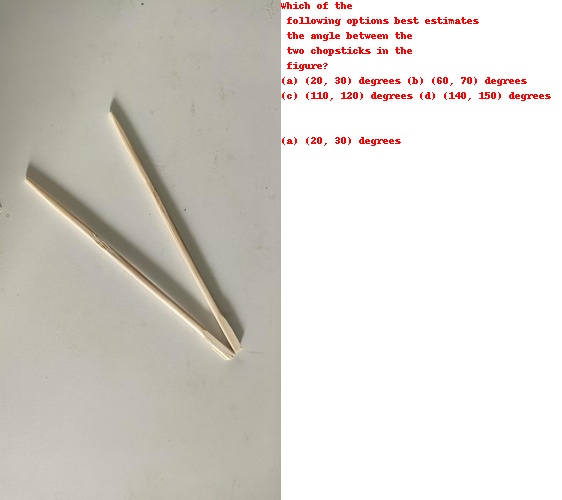 Which of the
following options best estimates
the angle between the
two chopsticks in the
figure?
(a) (20, 30) degrees (b) (60, 70) degrees
(c) (110, 120) degrees (d) (140, 150) degrees
(a) (20, 30) degrees